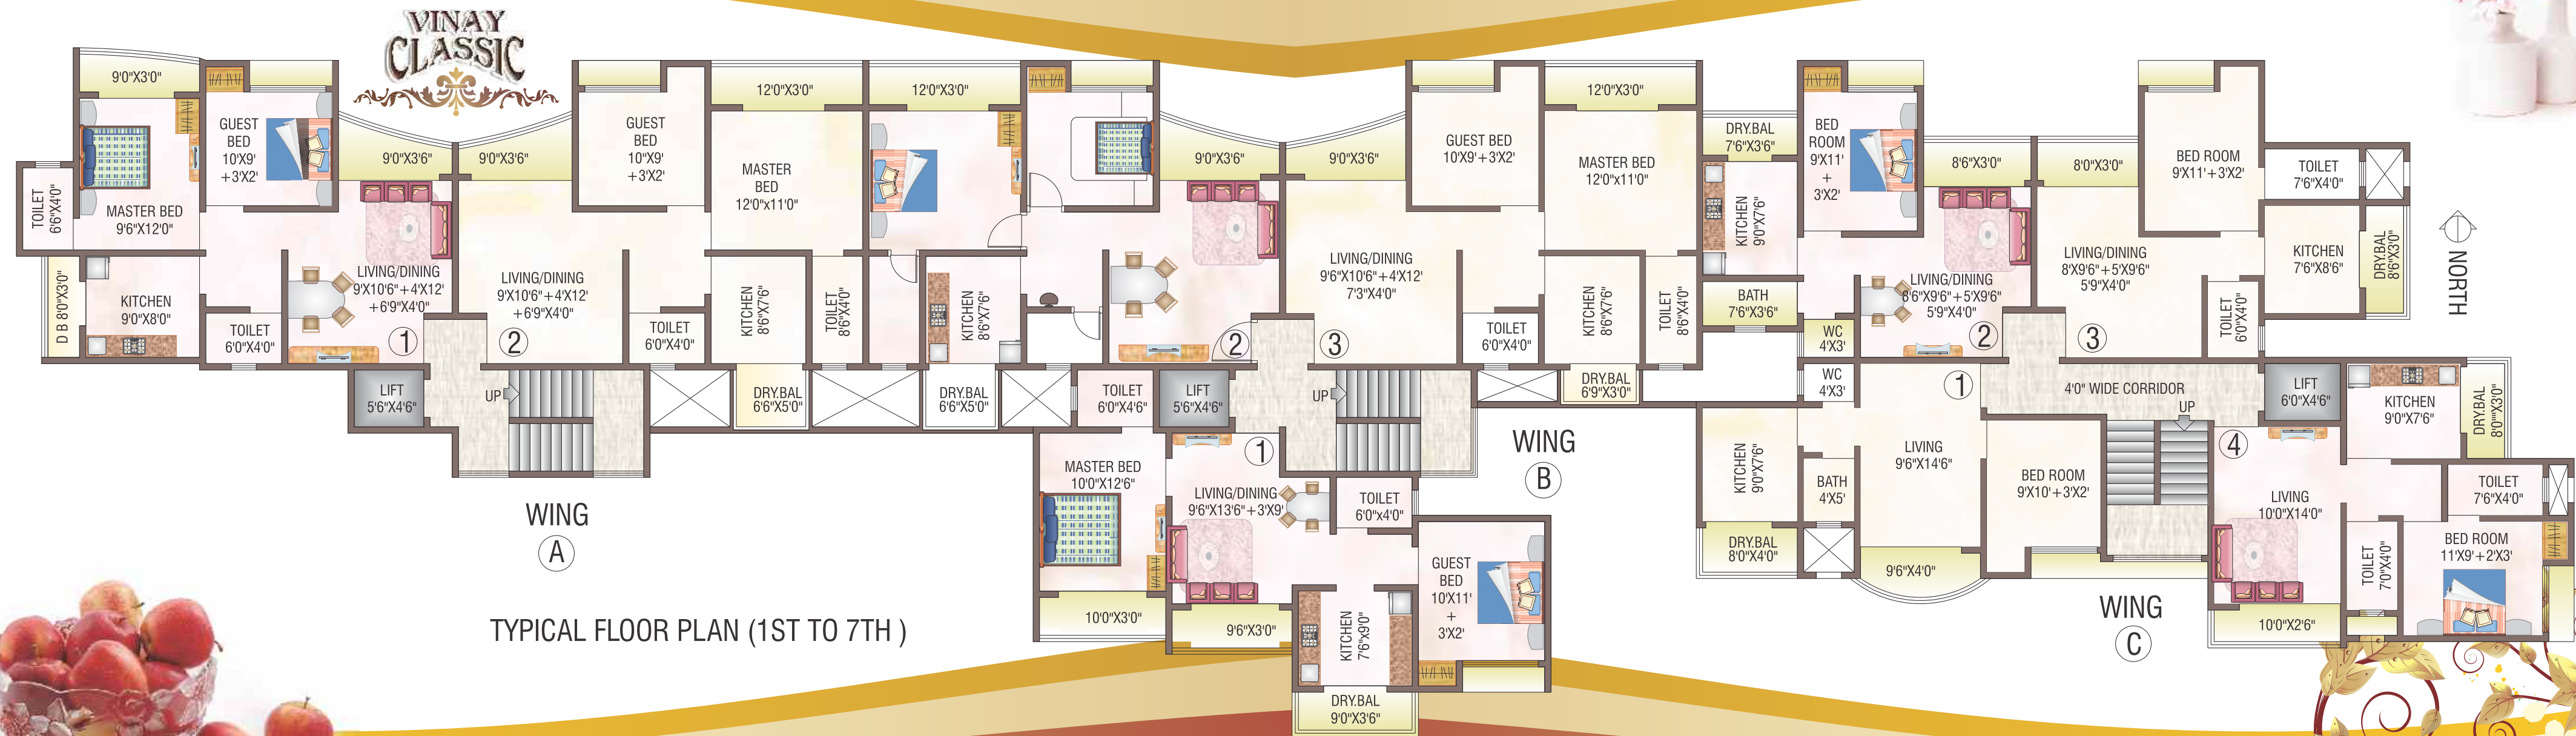 VINAY
CLASSIC
9'0"X3'0"
GUEST
BED
10'X9'
+3'X2'
MASTER BED
9'6"X12'0"
TOILET
6'6"X4'0"
D B 8'0"X3'0"
KITCHEN
9'0"X8'0"
TOILET
6'0"X4'0"
9'0"X3'6"
LIVING/DINING
9'X10'6"+4'X12'
+6'9"X4'0"
1
9'0"X3'6"
LIVING/DINING
9'X10'6"+4'X12'
+6'9"X4'0"
2
GUEST
BED
10"X9'
+3'X2'
12'0"X3'0"
MASTER
BED
12'0"x11'0"
TOILET
6'0"X4'0"
KITCHEN
8'6"X7'6"
TOILET
8'6"X4'0"
LIFT
5'6"X4'6"
UP
DRY.BAL
6'6"X5'0"
WING
A
12'0"X3'0"
KITCHEN
8'6"X7'6"
DRY.BAL
6'6"X5'0"
9'0"X3'6"
LIVING/DINING
9'X10'6"+4'X12'
+6'9"X4'0"
2
TOILET
6'0"X4'6"
LIFT
5'6"X4'6"
UP
9'0"X3'6"
LIVING/DINING
9'6"X10'6"+4'X12'
7'3"X4'0"
3
GUEST BED
10'X9'+3'X2'
12'0"X3'0"
MASTER BED
12'0"x11'0"
TOILET
6'0"X4'0"
KITCHEN
8'6"X7'6"
TOILET
8'6"X4'0"
DRY.BAL
6'9"X3'0"
1
MASTER BED
10'0"X12'6"
LIVING/DINING
9'6"X13'6"+3'X9'
TOILET
6'0"x4'0"
10'0"X3'0"
9'6"X3'0"
KITCHEN
7'6"x9'0"
GUEST
BED
10'X11'
+
3'X2'
DRY.BAL
9'0"X3'6"
WING
B
DRY.BAL
7'6"X3'6"
KITCHEN
9'0"X7'6"
BED
ROOM
9'X11'
+
3'X2'
8'6"X3'0"
LIVING/DINING
8'6"X9'6"+5'X9'6"
5'9"X4'0"
2
BATH
7'6"X3'6"
WC
4'X3'
8'0"X3'0"
LIVING/DINING
8'X9'6"+5'X9'6"
5'9"X4'0"
3
BED ROOM
9'X11'+3'X2'
TOILET
7'6"X4'0"
KITCHEN
7'6"X8'6"
DRY.BAL
8'6"X3'0"
TOILET
6'0"X4'0"
NORTH
WC
4'X3'
1
4'0" WIDE CORRIDOR
UP
LIFT
6'0"X4'6"
KITCHEN
9'0"X7'6"
BATH
4'X5'
LIVING
9'6"X14'6"
BED ROOM
9'X10'+3'X2'
DRY.BAL
8'0"X4'0"
9'6"X4'0"
4
KITCHEN
9'0"X7'6"
DRY.BAL
8'0"X3'0"
LIVING
10'0"X14'0"
TOILET
7'6"X4'0"
TOILET
7'0"X4'0"
BED ROOM
11'X9'+2'X3'
10'0"X2'6"
WING
C
TYPICAL FLOOR PLAN (1ST TO 7TH )